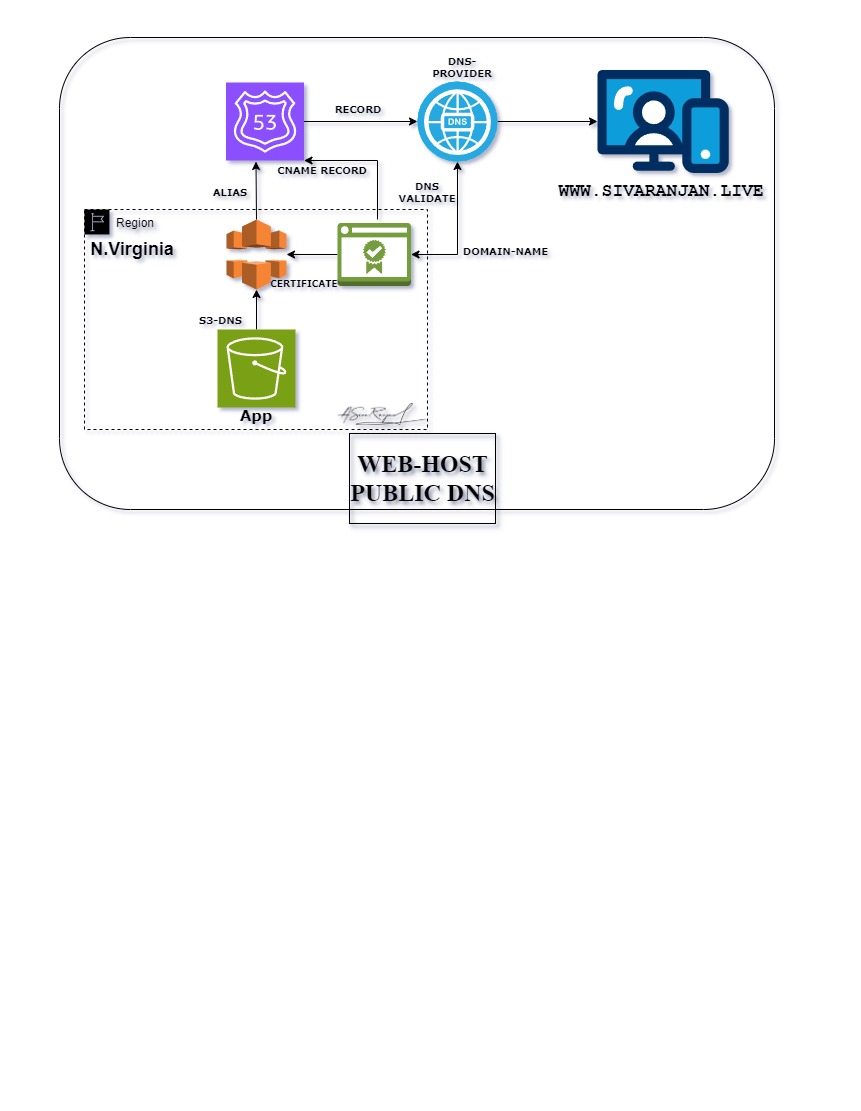 DNS-
PROVIDER
53
RECORD
DNS
WWW.SIVARANJAN.LIVE
CNAME RECORD
ALIAS
DNS
VALIDATE
Region
N.Virginia
DOMAIN-NAME
CERTIFICATE
S3-DNS
App
WEB-HOST
PUBLIC DNS